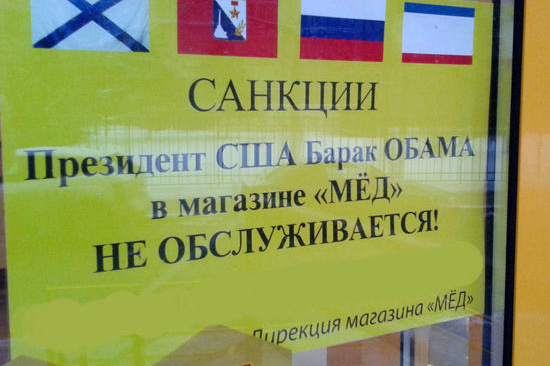 САНКЦИИ
Президент США Барак ОБАМА
в магазине «МЁД»
НЕ ОБСЛУЖИВАЕТСЯ!
Дирекция магазина «МЁД»